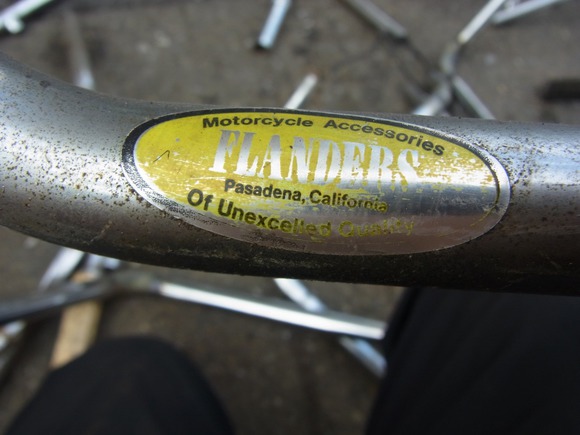 Motorcycle Accessories
FLANDERS
Pasadena, California
Of Unexcelled Quality